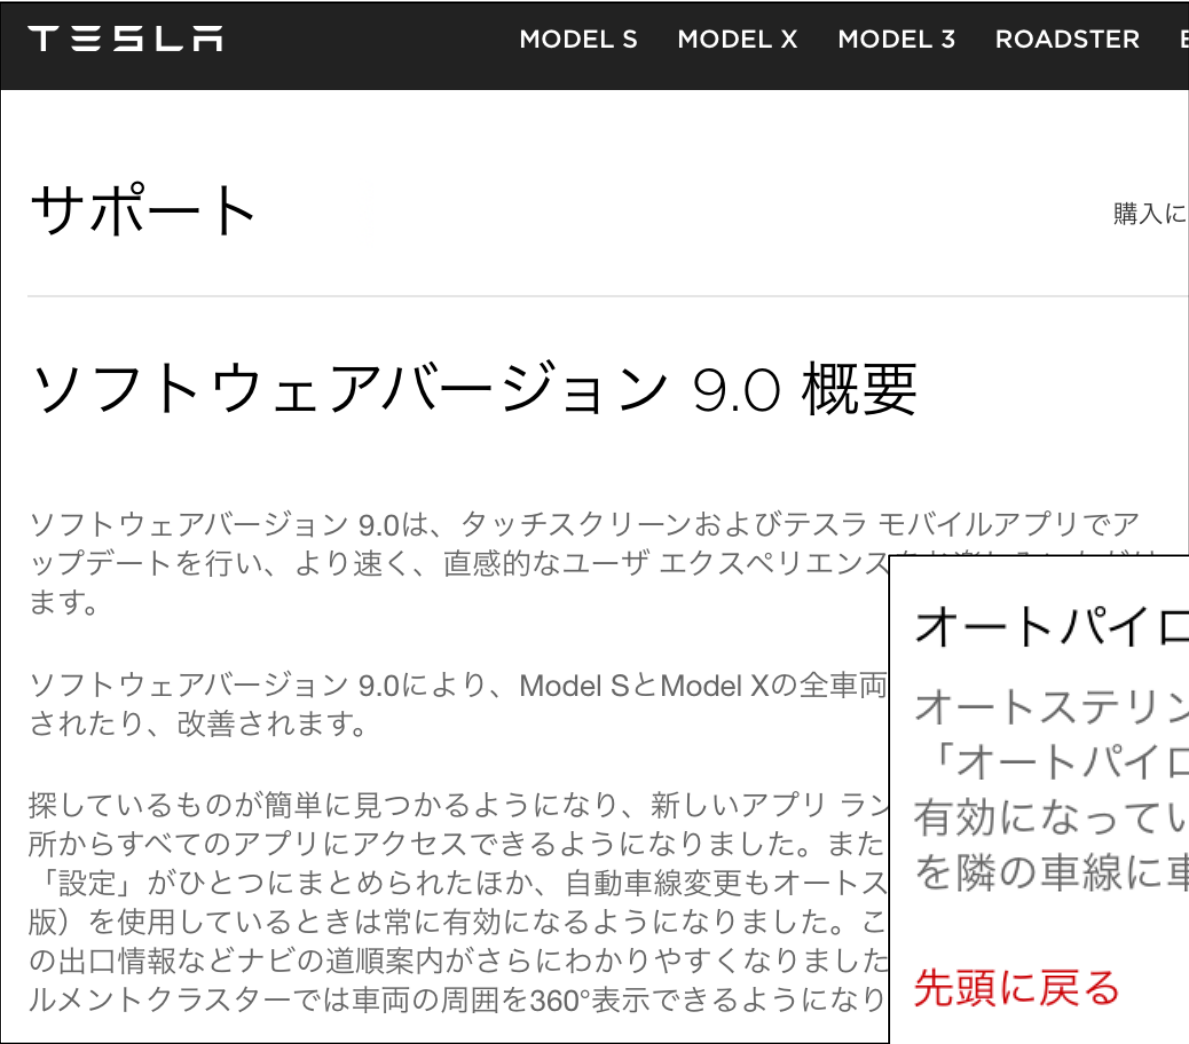 TESLA
MODEL S MODEL X MODEL 3 ROADSTER
サポート
購入に
ソフトウェアバージョン 9.0 概要
ソフトウェアバージョン 9.0は、タッチスクリーンおよびテスラ モバイルアプリでア
ップデートを行い、より速く、直感的なユーザ エクスペリエンス
ます。
ソフトウェアバージョン 9.0により、Model SとModel Xの全車両
されたり、改善されます。
探しているものが簡単に見つかるようになり、新しいアプリ ラン
所からすべてのアプリにアクセスできるようになりました。また
「設定」がひとつにまとめられたほか、自動車線変更もオートス
版）を使用しているときは常に有効になるようになりました。こ
の出口情報などナビの道順案内がさらにわかりやすくなりました
ルメントクラスターでは車両の周囲を360°表示できるようになり
オートパイロ
オートステリン
「オートパイロ
有効になってい
を隣の車線に車
先頭に戻る